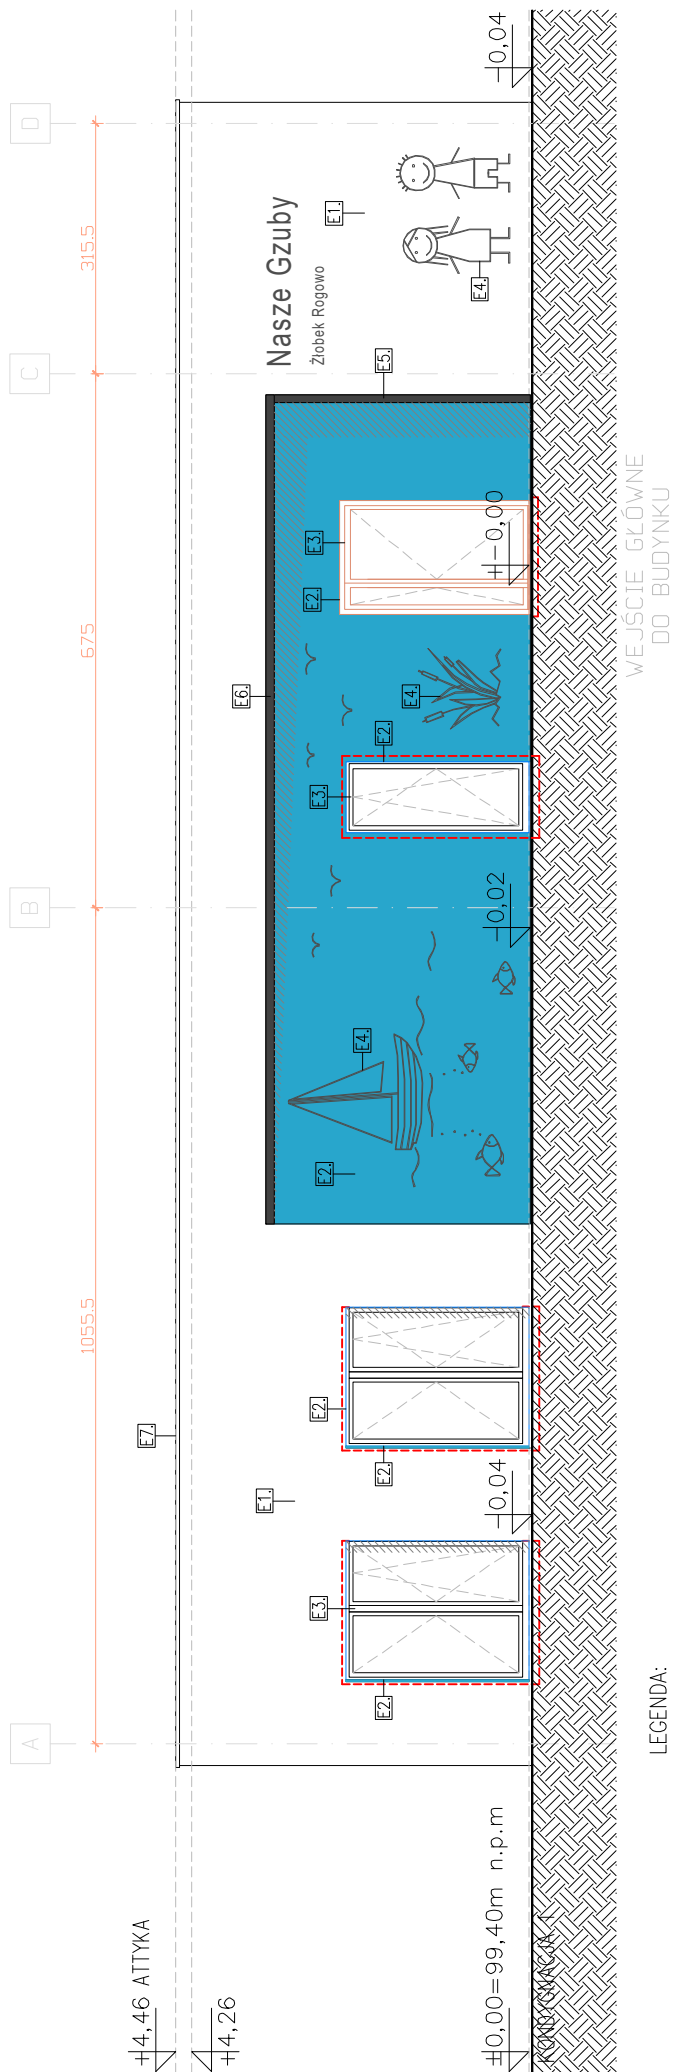 A
B
C
D
1055.5
675
315.5
+4,46 ATTYKA
+4,26
E7.
E6.
Nasze Gzuby
Żłobek Rogowo
E1.
E1.
E2.
E3.
E2.
E2.
E2.
E2.
E4.
E3.
E2.
E4.
E2.
E3.
E5.
E4.
±0,00=99,40m n.p.m
KONDYGNACJA 1
-0,04
-0,02
+-0,00
-0,04
WEJŚCIE GŁÓWNE
DO BUDYNKU
LEGENDA: